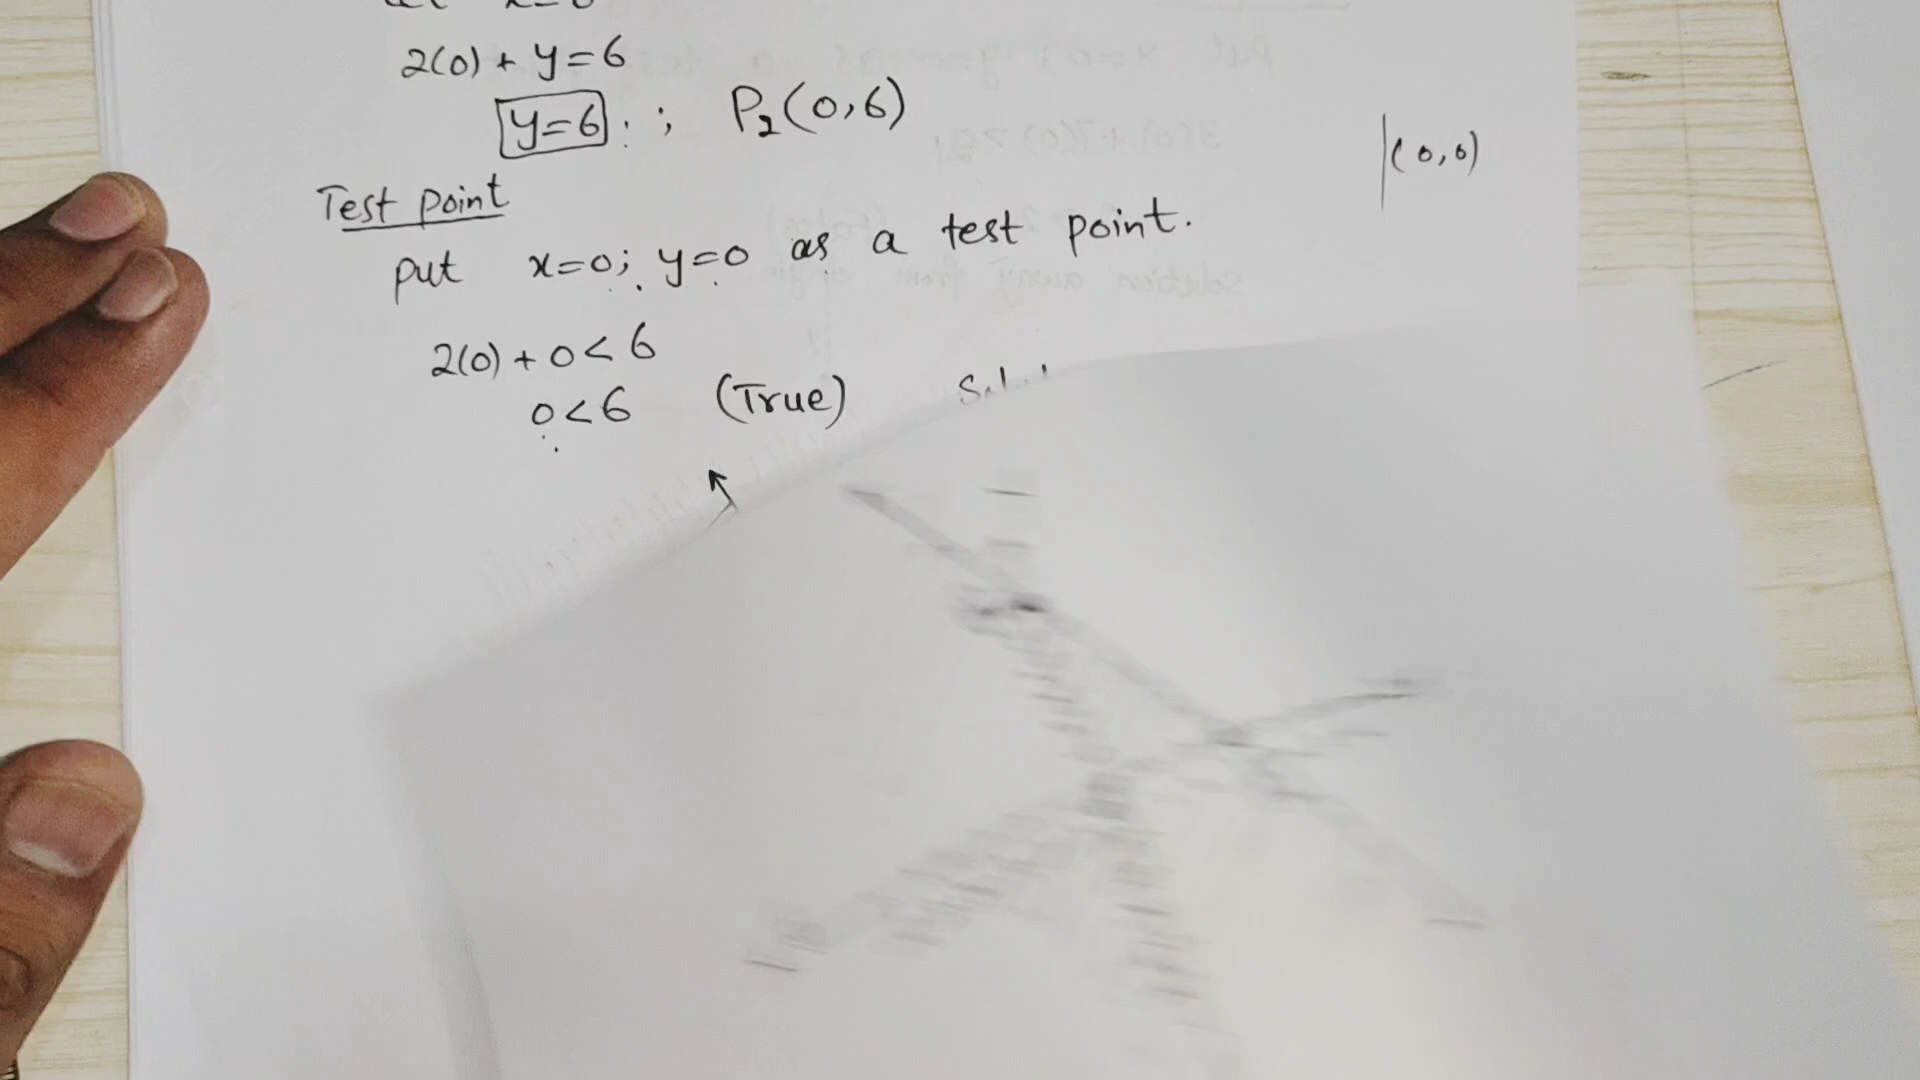 2(0) + y = 6
y=6 ; P₂(0,6)
|(0,0)
Test point
put x=0; y=0 as a test point.
2(0) + 0 < 6
0 < 6 (True)